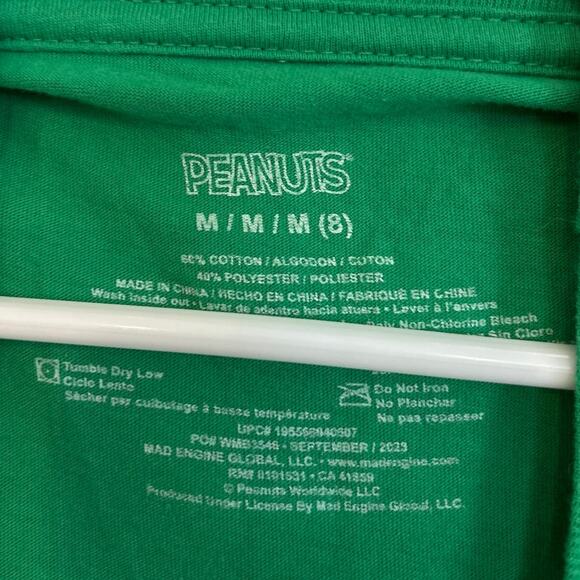 PEANUTS
M / M / M (8)
60% COTTON / ALGODON / COTON
40% POLYESTER / POLIESTER
MADE IN CHINA / HECHO EN CHINA / FABRIQUÉ EN CHINE
Wash Inside out • Lavar de adentro hacia afuera • Laver à l'envers
Only Non-Chlorine Bleach
Sin Cloro
Tumble Dry Low
Ciclo Lento
Sécher par culbutage à basse température
Do Not Iron
No Planchar
Ne pas repasser
UPC# 195566940607
PO# WMB3546 • SEPTEMBER / 2023
MAD ENGINE GLOBAL, LLC. • www.madengine.com
RN# 0101531 • CA 41859
© Peanuts Worldwide LLC
Produced Under License By Mad Engine Global, LLC.